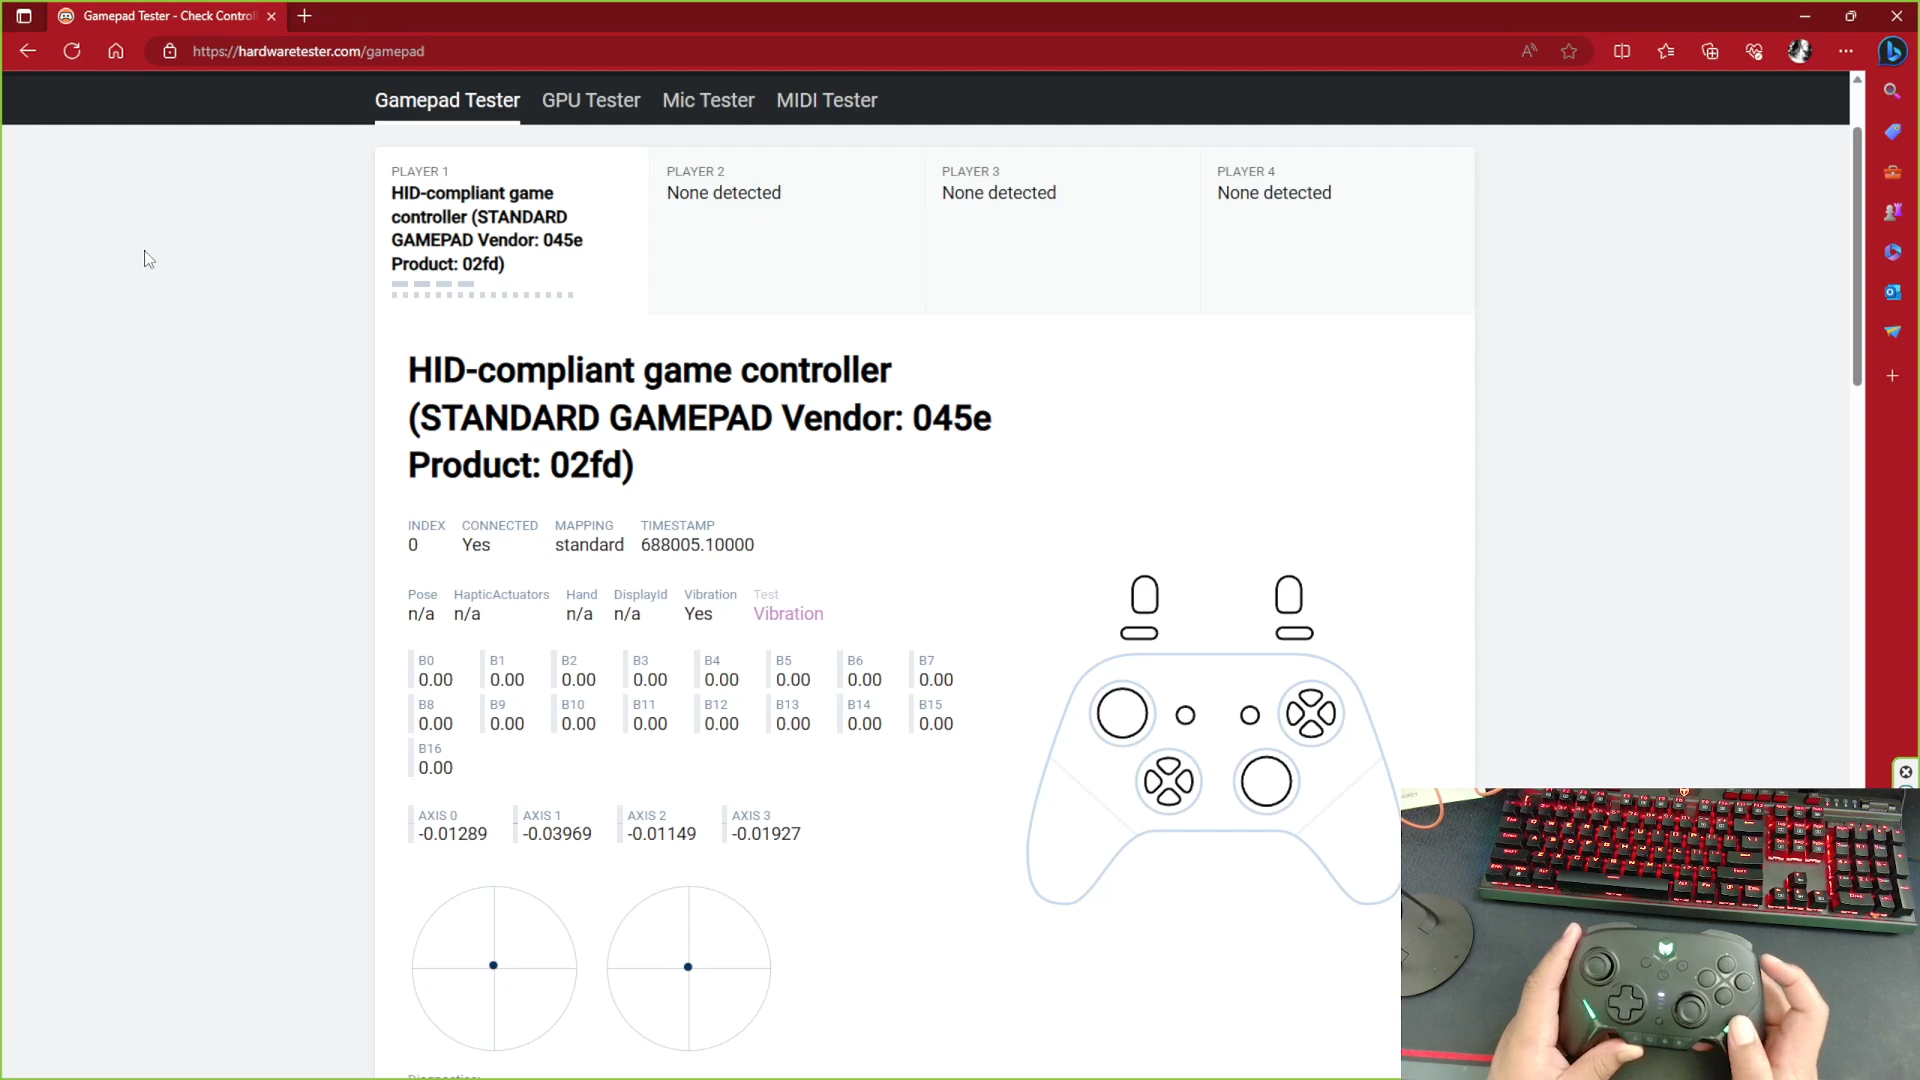 Gamepad Tester - Check Control
https://hardwaretester.com/gamepad
Gamepad Tester GPU Tester Mic Tester MIDI Tester
PLAYER 1
HID-compliant game
controller (STANDARD
GAMEPAD Vendor: 045e
Product: 02fd)
PLAYER 2
None detected
PLAYER 3
None detected
PLAYER 4
None detected
HID-compliant game controller
(STANDARD GAMEPAD Vendor: 045e
Product: 02fd)
INDEX CONNECTED MAPPING TIMESTAMP
0 Yes standard 688005.10000
Pose HapticActuators Hand DisplayId Vibration Test
n/a n/a n/a n/a Yes Vibration
B0 B1 B2 B3 B4 B5 B6 B7
0.00 0.00 0.00 0.00 0.00 0.00 0.00 0.00
B8 B9 B10 B11 B12 B13 B14 B15
0.00 0.00 0.00 0.00 0.00 0.00 0.00 0.00
B16
0.00
AXIS 0 AXIS 1 AXIS 2 AXIS 3
-0.01289 -0.03969 -0.01149 -0.01927